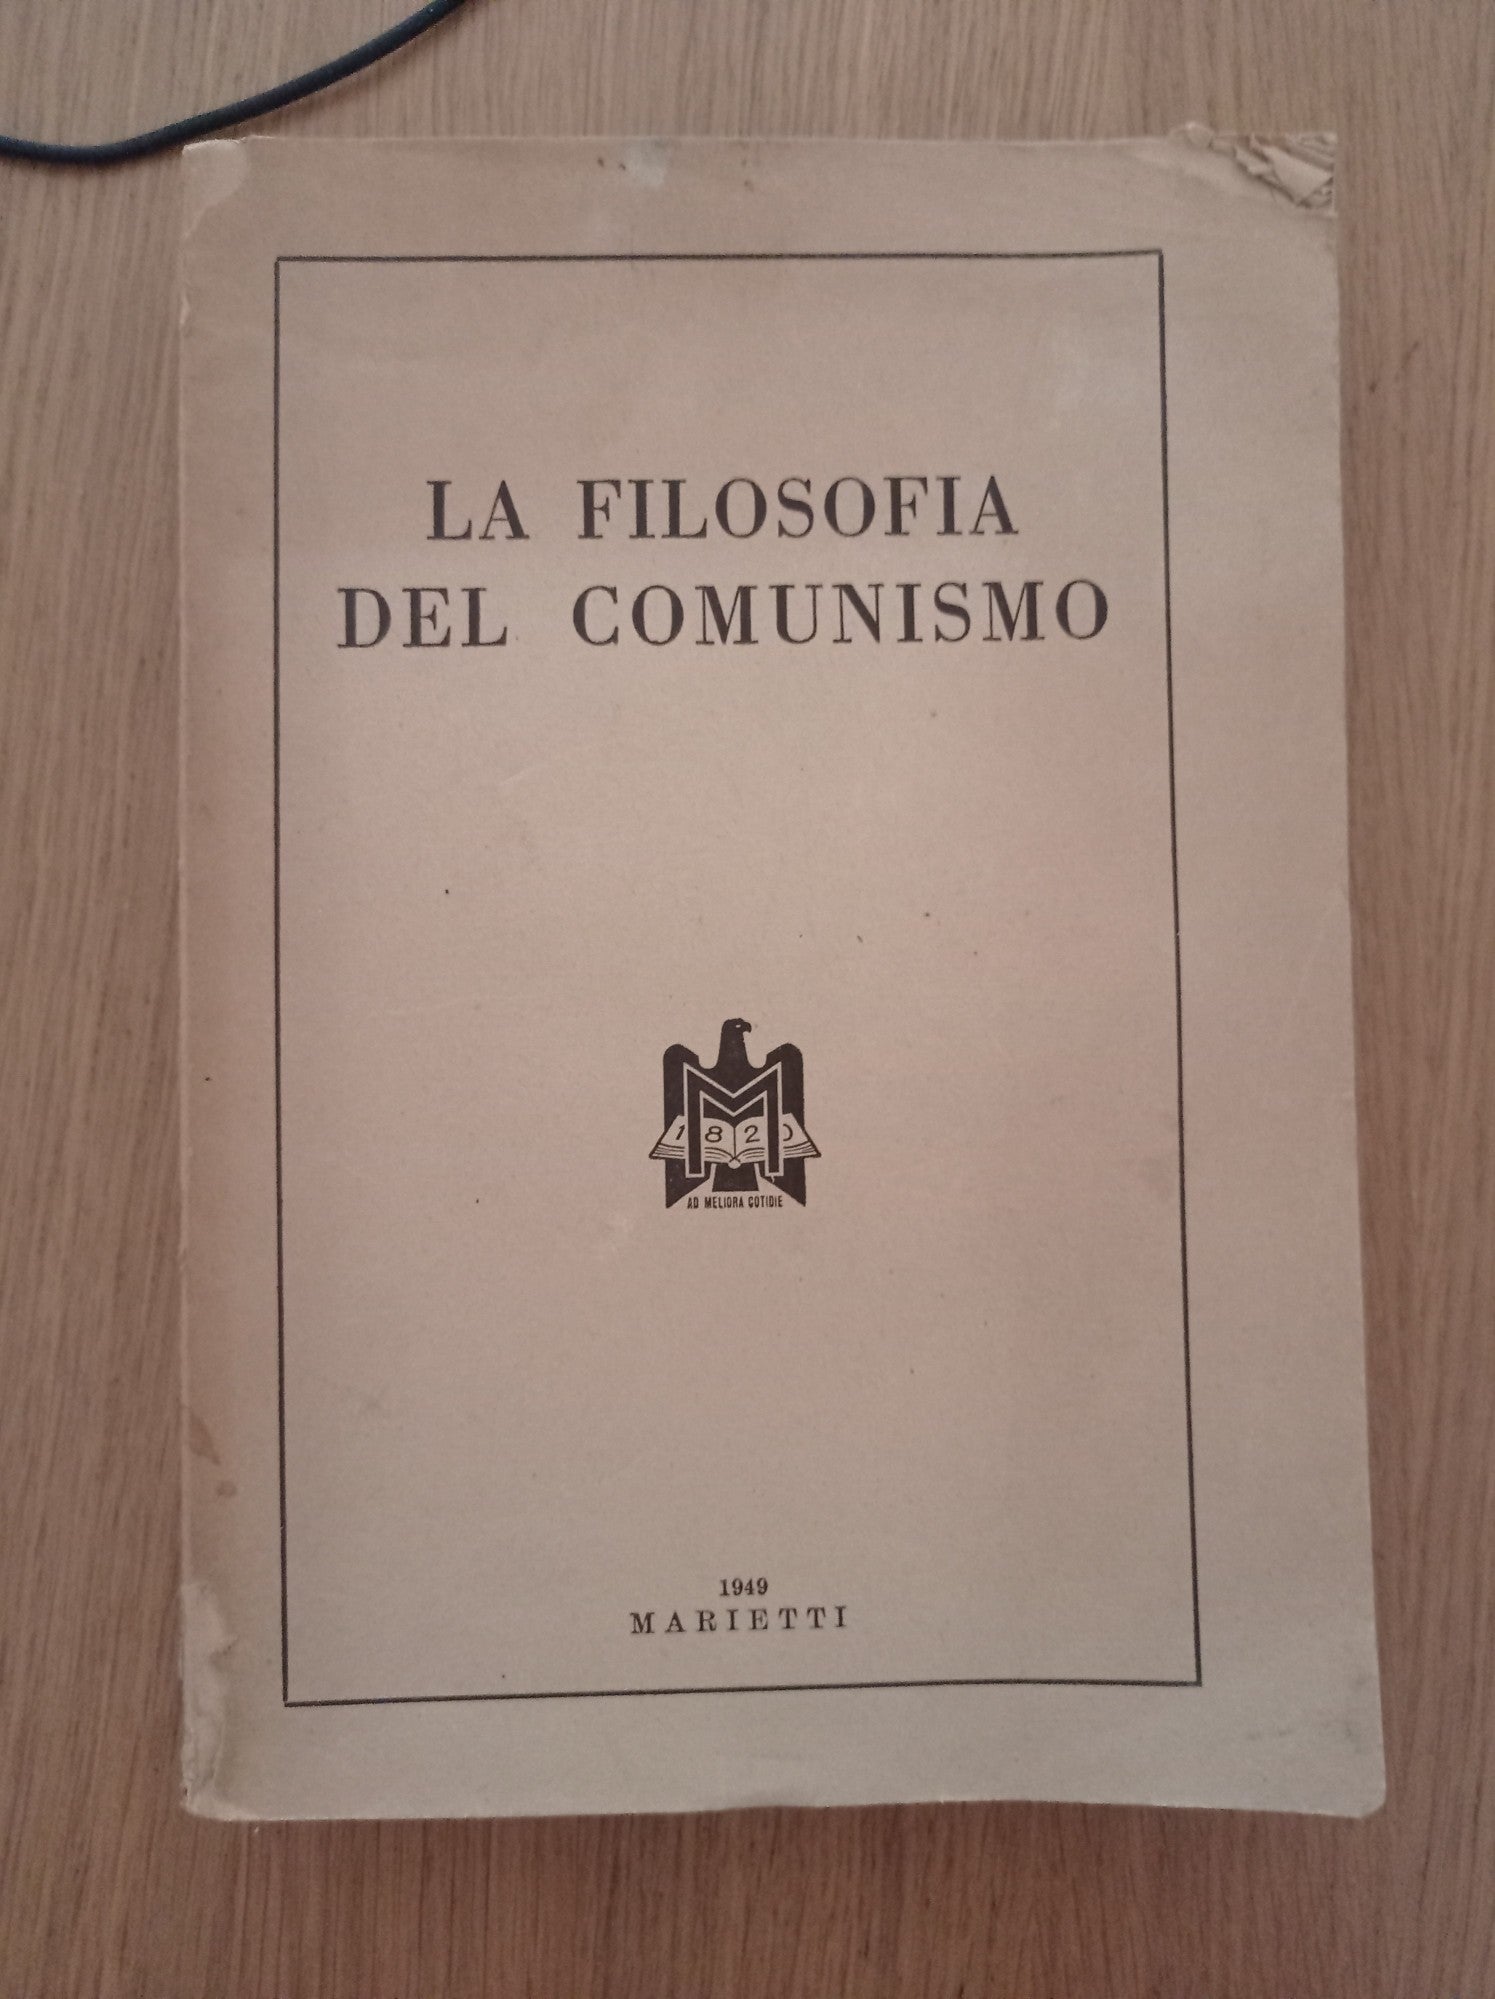 LA FILOSOFIA
DEL COMUNISMO
1820
AD MELIORA COTIDIE
1949
MARIETTI